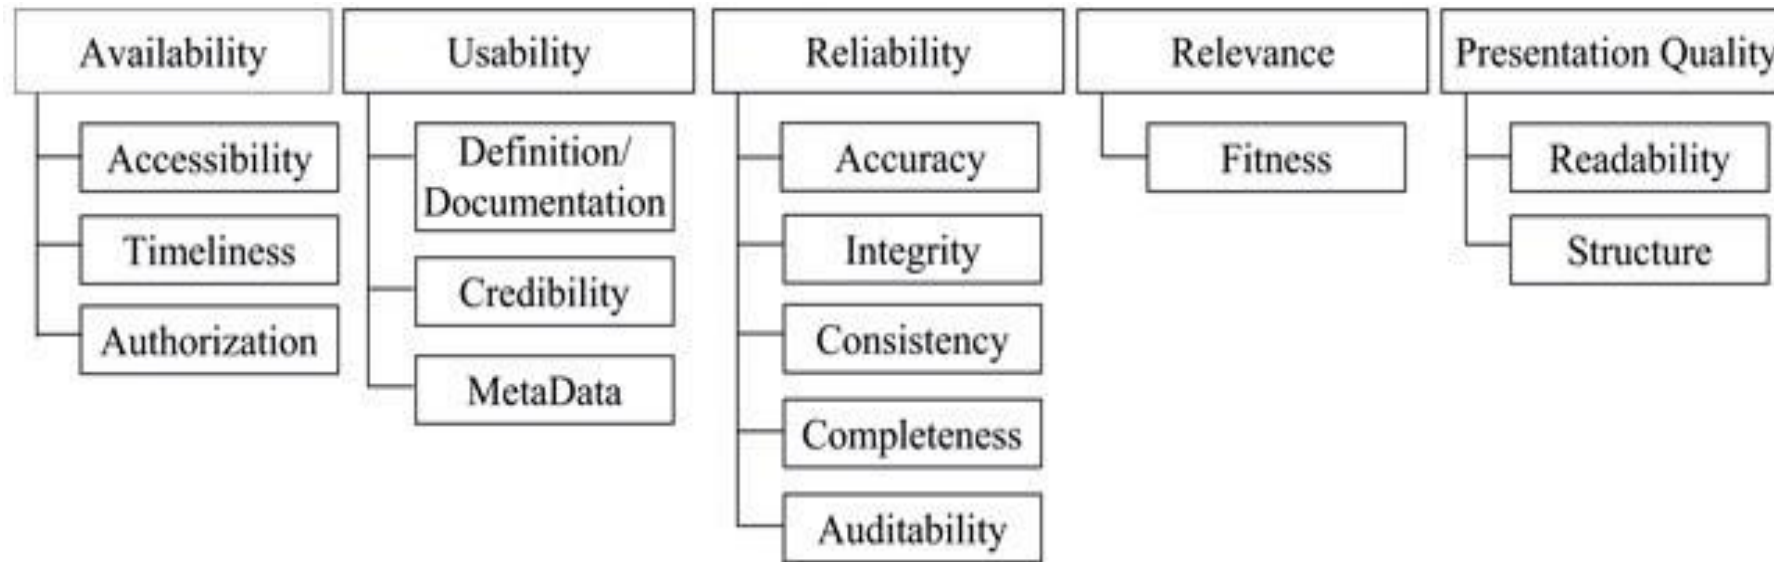 Availability
Accessibility
Timeliness
Authorization
Usability
Definition/
Documentation
Credibility
MetaData
Reliability
Accuracy
Integrity
Consistency
Completeness
Auditability
Relevance
Fitness
Presentation Quality
Readability
Structure